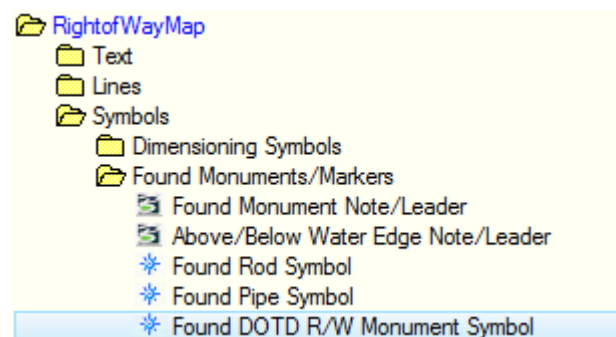 RightofWayMap
Text
Lines
Symbols
Dimensioning Symbols
Found Monuments/Markers
Found Monument Note/Leader
Above/Below Water Edge Note/Leader
Found Rod Symbol
Found Pipe Symbol
Found DOTD R/W Monument Symbol